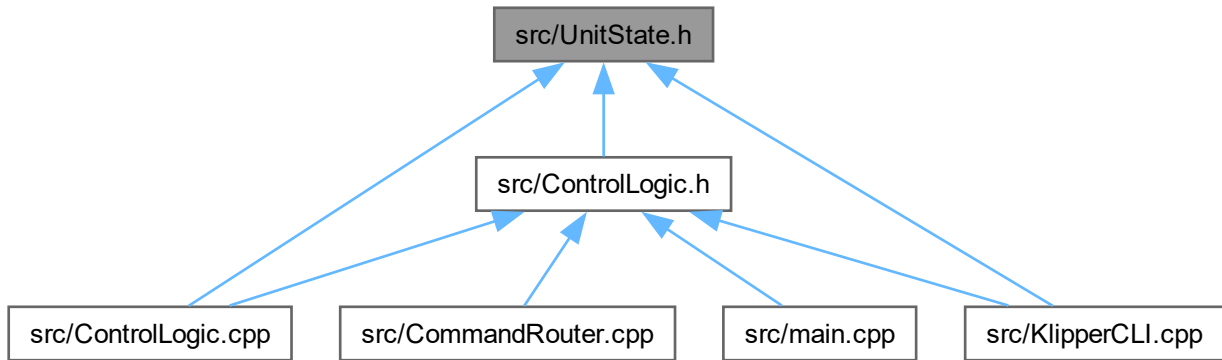 src/UnitState.h
src/ControlLogic.h
src/ControlLogic.cpp
src/CommandRouter.cpp
src/main.cpp
src/KlipperCLI.cpp